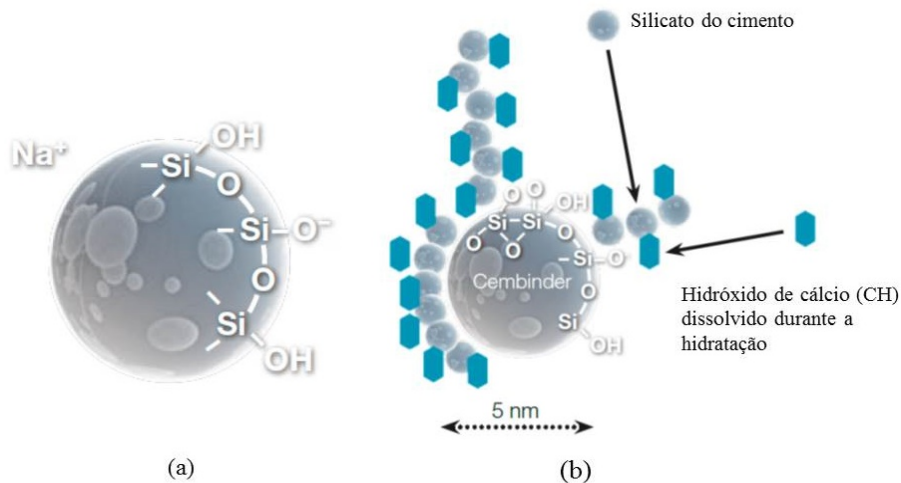 Na⁺
OH
Si
O
Si
O⁻
O
Si
OH
(a)
Silicato do cimento
O
O
OH
Si
Si
O
O
O
Si
O
Cembinder
O
Si
OH
Hidróxido de cálcio (CH)
dissolvido durante a
hidratação
5 nm
(b)